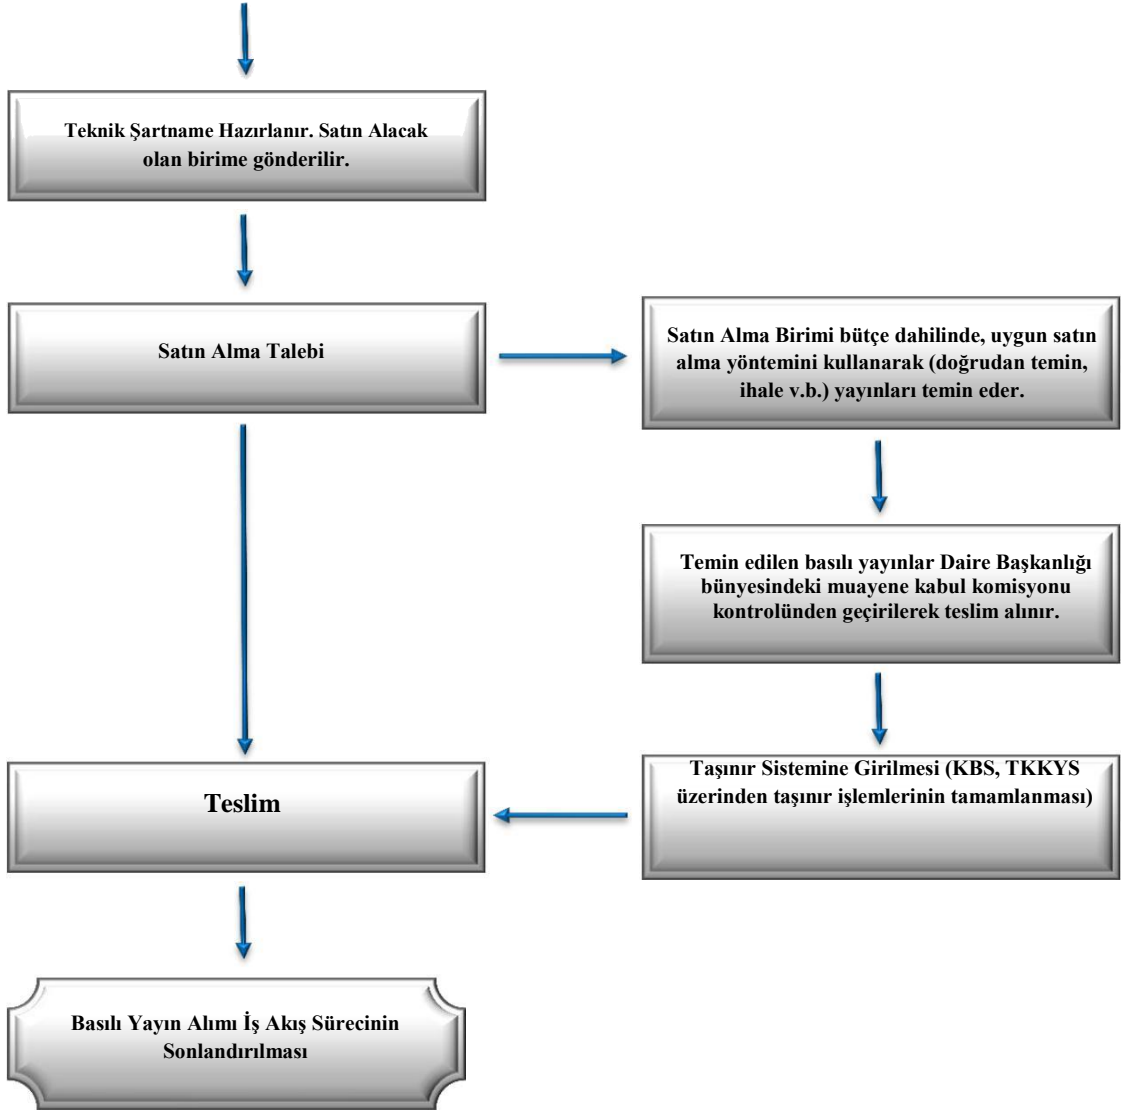 Teknik Şartname Hazırlanır. Satın Alacak
olan birime gönderilir.
Satın Alma Talebi
Satın Alma Birimi bütçe dahilinde, uygun satın
alma yöntemini kullanarak (doğrudan temin,
ihale v.b.) yayınları temin eder.
Temin edilen basılı yayınlar Daire Başkanlığı
bünyesindeki muayene kabul komisyonu
kontrolünden geçirilerek teslim alınır.
Taşınır Sistemine Girilmesi (KBS, TKKYS
üzerinden taşınır işlemlerinin tamamlanması)
Teslim
Basılı Yayın Alımı İş Akış Sürecinin
Sonlandırılması